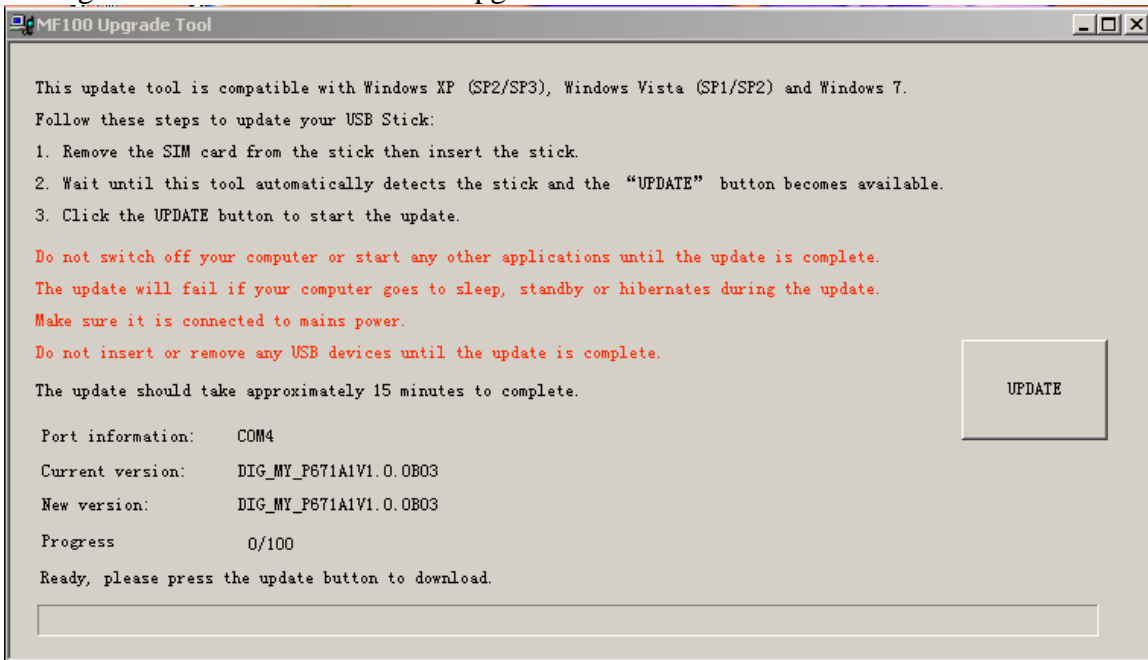 MF100 Upgrade Tool
This update tool is compatible with Windows XP (SP2/SP3), Windows Vista (SP1/SP2) and Windows 7.
Follow these steps to update your USB Stick:
1. Remove the SIM card from the stick then insert the stick.
2. Wait until this tool automatically detects the stick and the “UPDATE” button becomes available.
3. Click the UPDATE button to start the update.
Do not switch off your computer or start any other applications until the update is complete.
The update will fail if your computer goes to sleep, standby or hibernates during the update.
Make sure it is connected to mains power.
Do not insert or remove any USB devices until the update is complete.
The update should take approximately 15 minutes to complete.
UPDATE
Port information: COM4
Current version: DIG_MY_P671A1V1.0.0B03
New version: DIG_MY_P671A1V1.0.0B03
Progress 0/100
Ready, please press the update button to download.